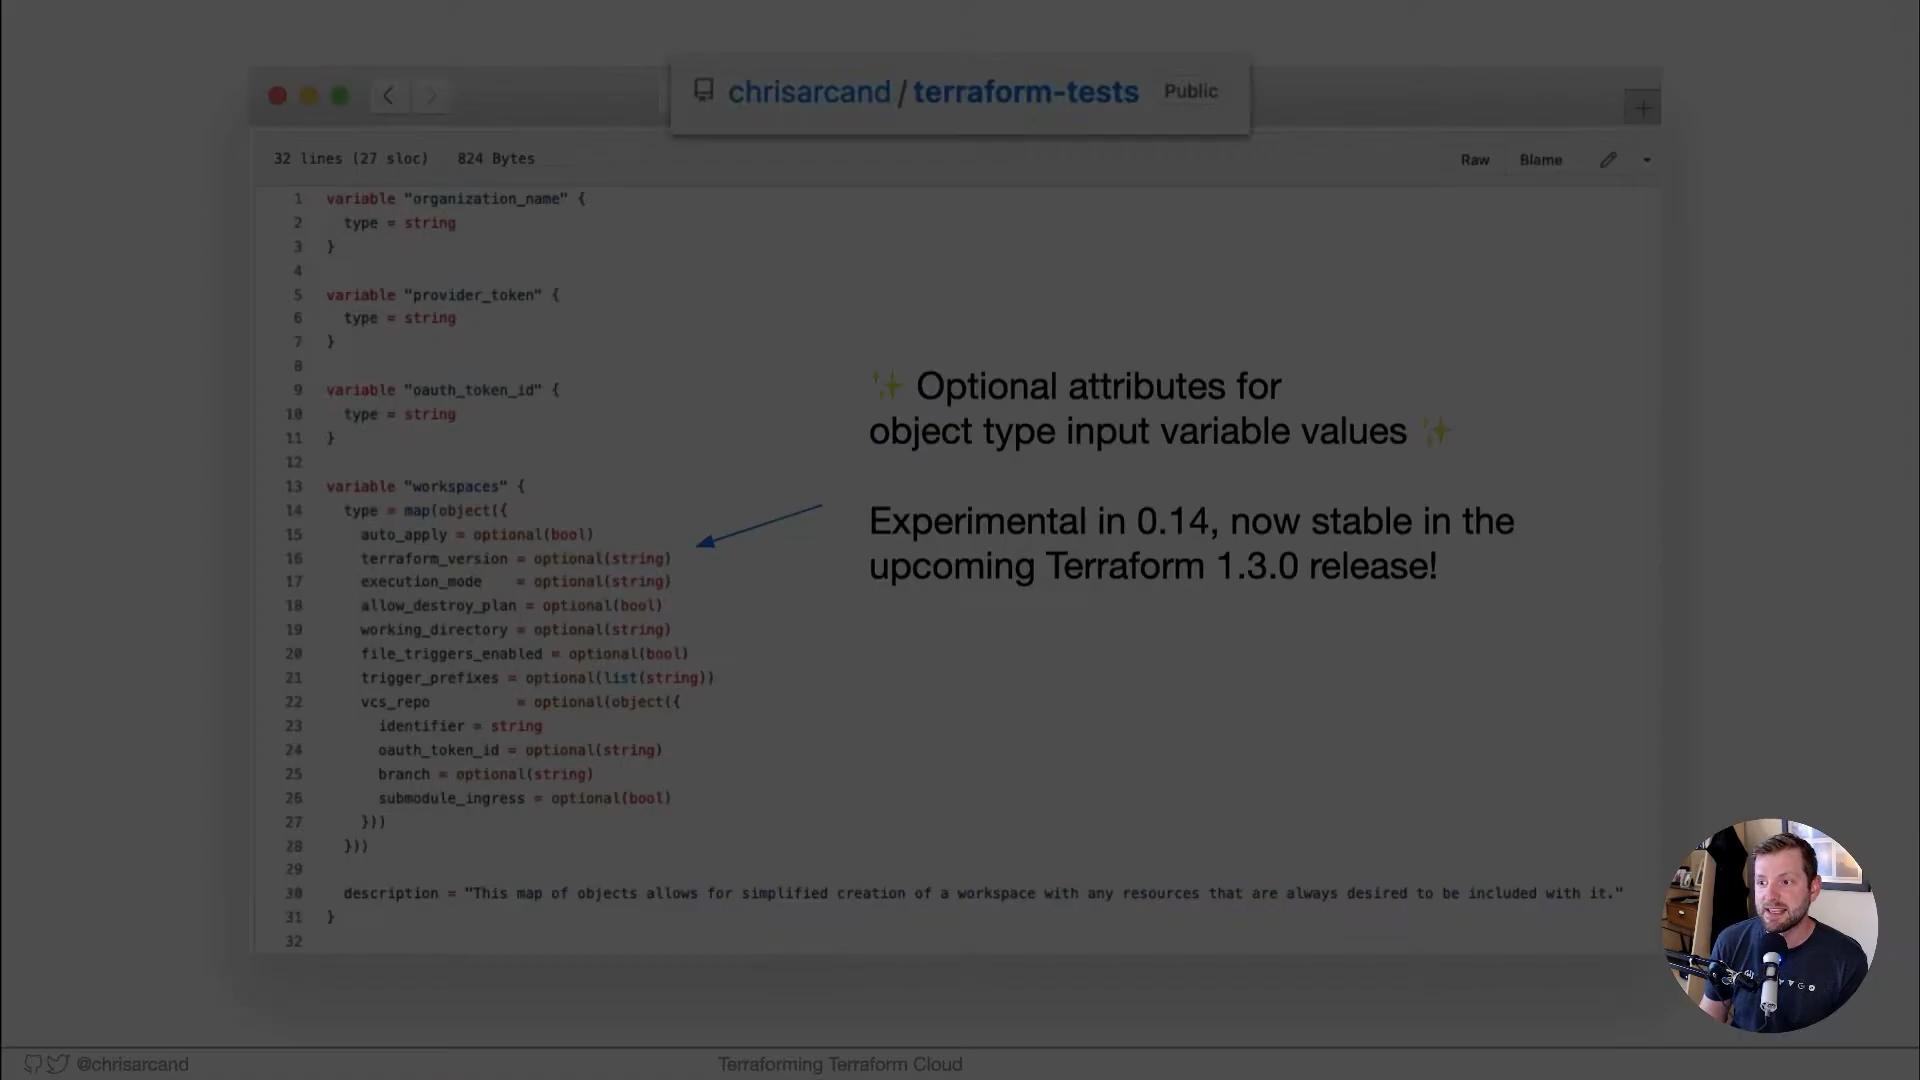 chrisarcand / terraform-tests Public
32 lines (27 sloc) 824 Bytes
Raw Blame
1 variable "organization_name" {
2 type = string
3 }
4
5 variable "provider_token" {
6 type = string
7 }
8
9 variable "oauth_token_id" {
10 type = string
11 }
12
13 variable "workspaces" {
14 type = map(object({
15 auto_apply = optional(bool)
16 terraform_version = optional(string)
17 execution_mode = optional(string)
18 allow_destroy_plan = optional(bool)
19 working_directory = optional(string)
20 file_triggers_enabled = optional(bool)
21 trigger_prefixes = optional(list(string))
22 vcs_repo = optional(object({
23 identifier = string
24 oauth_token_id = optional(string)
25 branch = optional(string)
26 submodule_ingress = optional(bool)
27 }))
28 }))
29
30 description = "This map of objects allows for simplified creation of a workspace with any resources that are always desired to be included with it."
31 }
32
✨ Optional attributes for
object type input variable values ✨
Experimental in 0.14, now stable in the
upcoming Terraform 1.3.0 release!
@chrisarcand
Terraforming Terraform Cloud